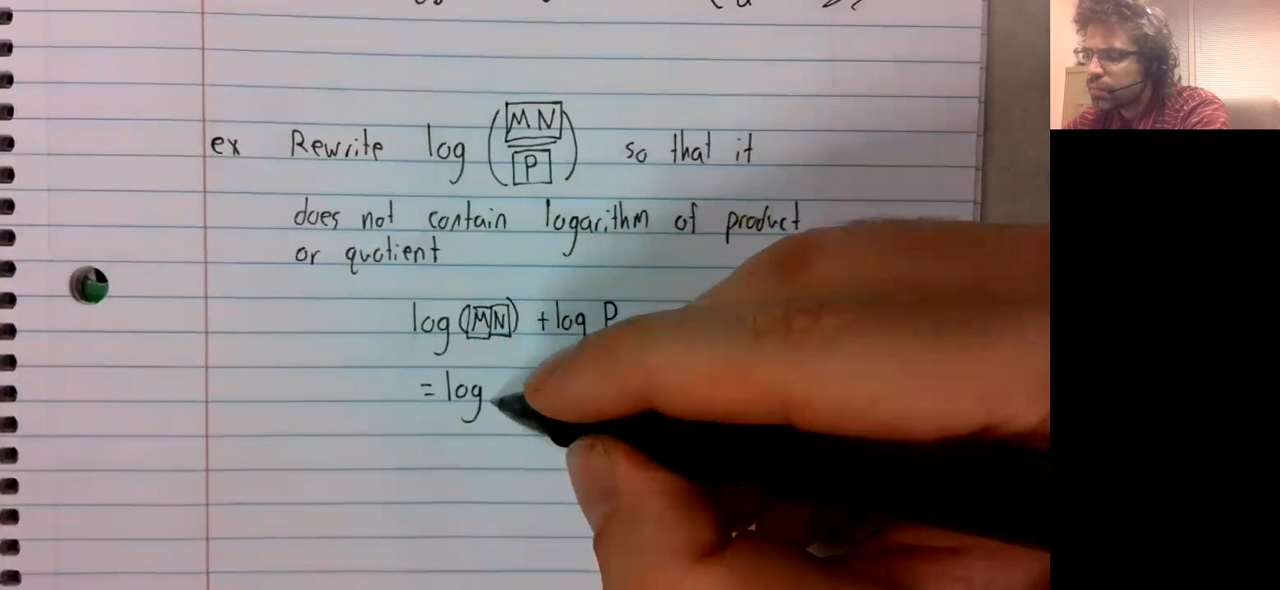 ex Rewrite log (MN/P) so that it
does not contain logarithm of product
or quotient
log (MN) + log P
= log